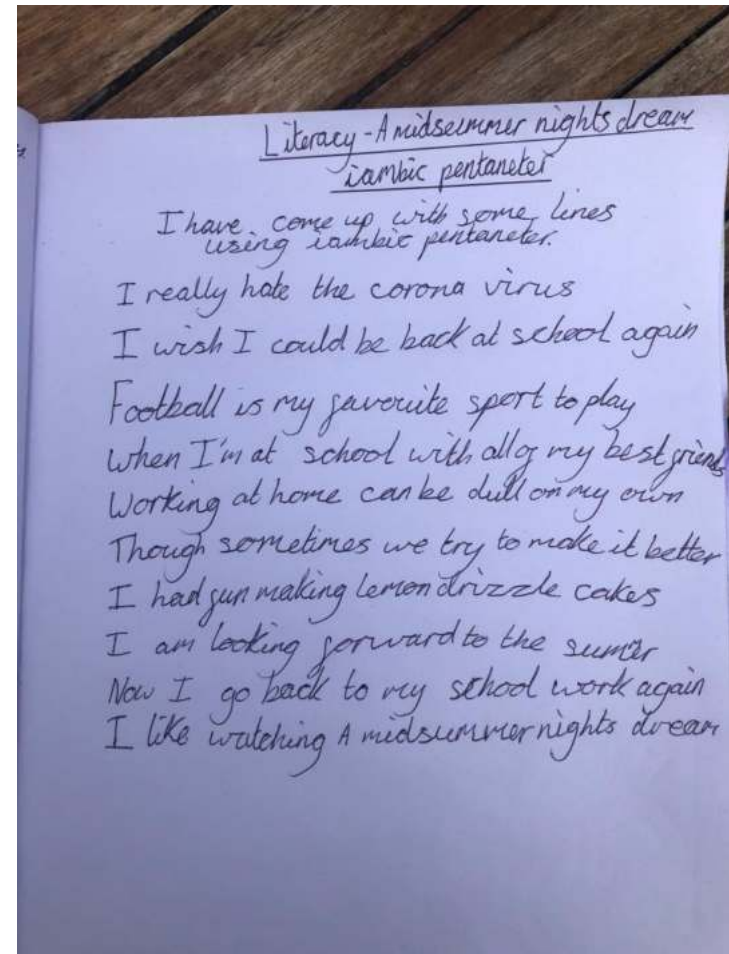 Literacy - A midsummer nights dream
iambic pentaneter
I have come up with some lines
using iambic pentaneter.
I really hate the corona virus
I wish I could be back at school again
Football is my favouite sport to play
when I'm at school with all of my best friends
Working at home can be dull on my own
Though sometimes we try to make it better
I had fun making lemon drizzle cakes
I am looking forward to the sumer
Now I go back to my school work again
I like watching A midsummer nights dream